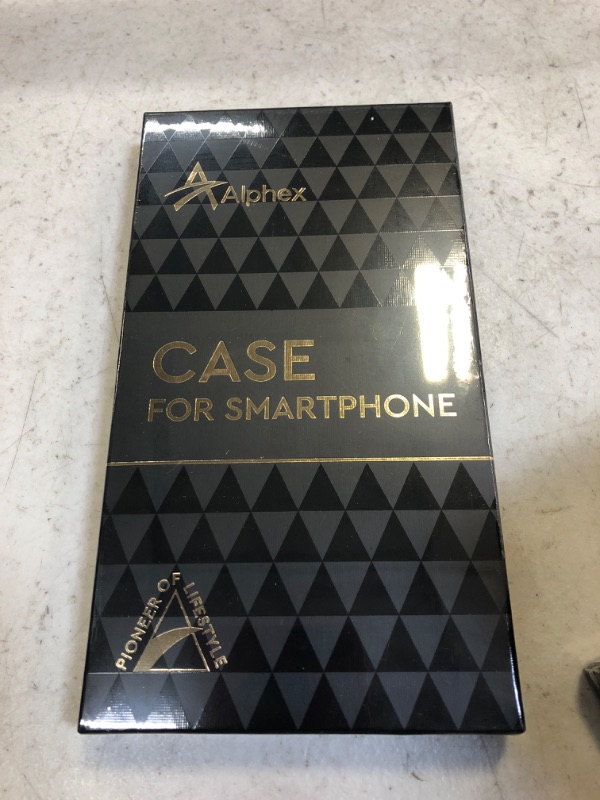 Alphex
CASE
FOR SMARTPHONE
PIONEER OF LIFESTYLE